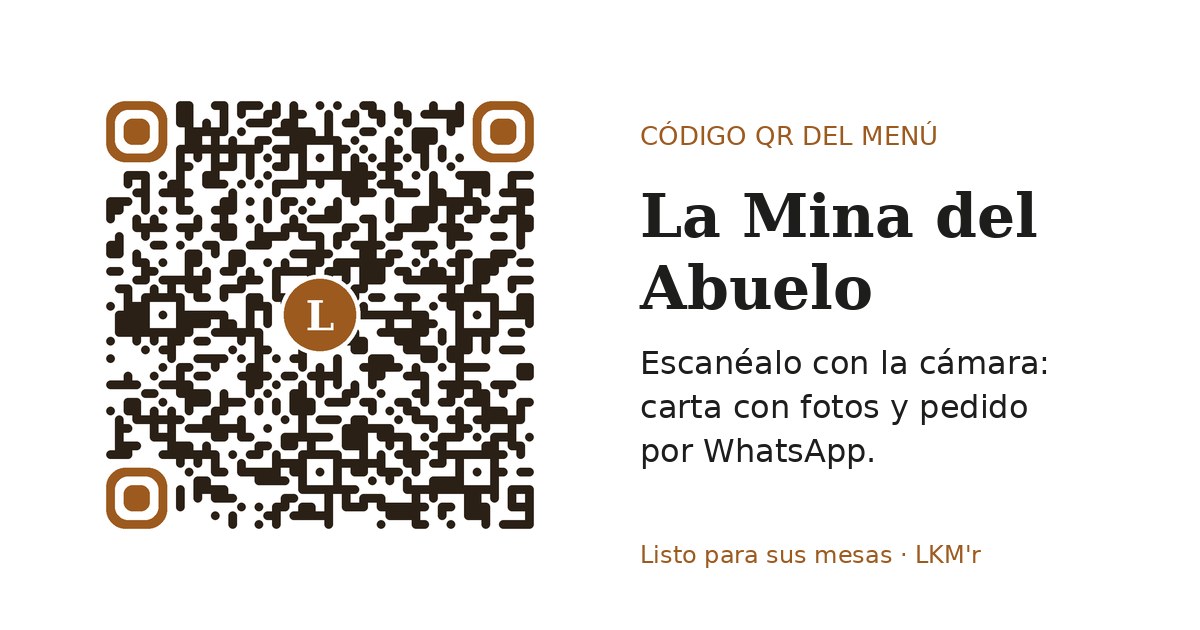 L
CÓDIGO QR DEL MENÚ
La Mina del
Abuelo
Escanéalo con la cámara:
carta con fotos y pedido
por WhatsApp.
Listo para sus mesas · LKM'r